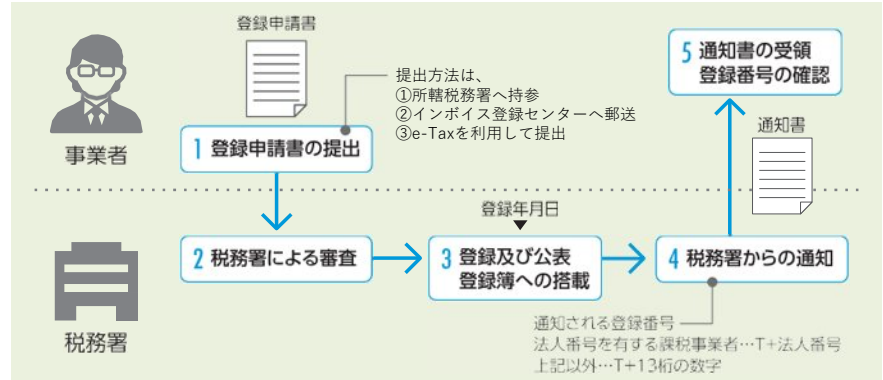 登録申請書
提出方法は、
①所轄税務署へ持参
②インボイス登録センターへ郵送
③e-Taxを利用して提出
事業者
1 登録申請書の提出
5 通知書の受領
登録番号の確認
通知書
登録年月日
2 税務署による審査
3 登録及び公表
登録簿への搭載
4 税務署からの通知
税務署
通知される登録番号
法人番号を有する課税事業者…T+法人番号
上記以外…T+13桁の数字